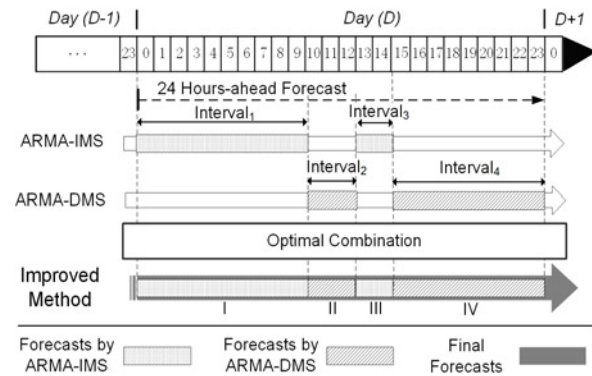 Day (D-1) Day (D) D+1
... 23 0 1 2 3 4 5 6 7 8 9 10 11 12 13 14 15 16 17 18 19 20 21 22 23 0
24 Hours-ahead Forecast
Interval1 Interval3
ARMA-IMS
Interval2 Interval4
ARMA-DMS
Optimal Combination
Improved
Method
I II III IV
Forecasts by
ARMA-IMS
Forecasts by
ARMA-DMS
Final
Forecasts